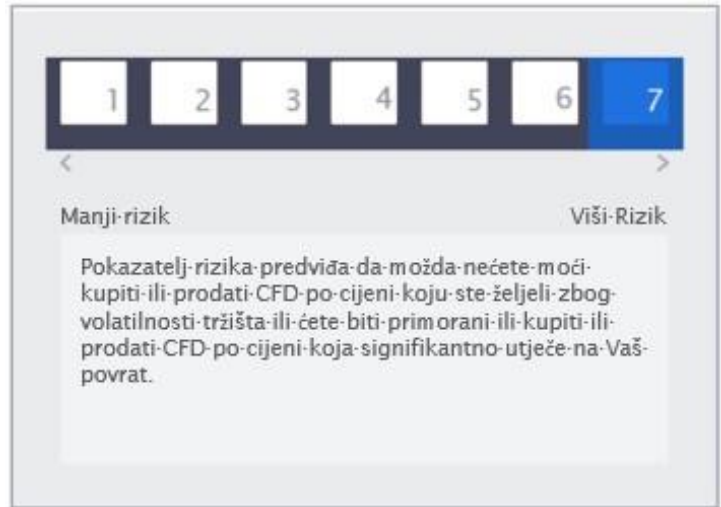 1 2 3 4 5 6 7
< >
Manji·rizik Viši·Rizik
Pokazatelj·rizika·predviđa·da·možda·nećete·moći·
kupiti·ili·prodati·CFD·po·cijeni·koju·ste·željeli·zbog·
volatilnosti·tržišta·ili·ćete·biti·primorani·ili·kupiti·ili·
prodati·CFD·po·cijeni·koja·signifikantno·utječe·na·Vaš·
povrat.